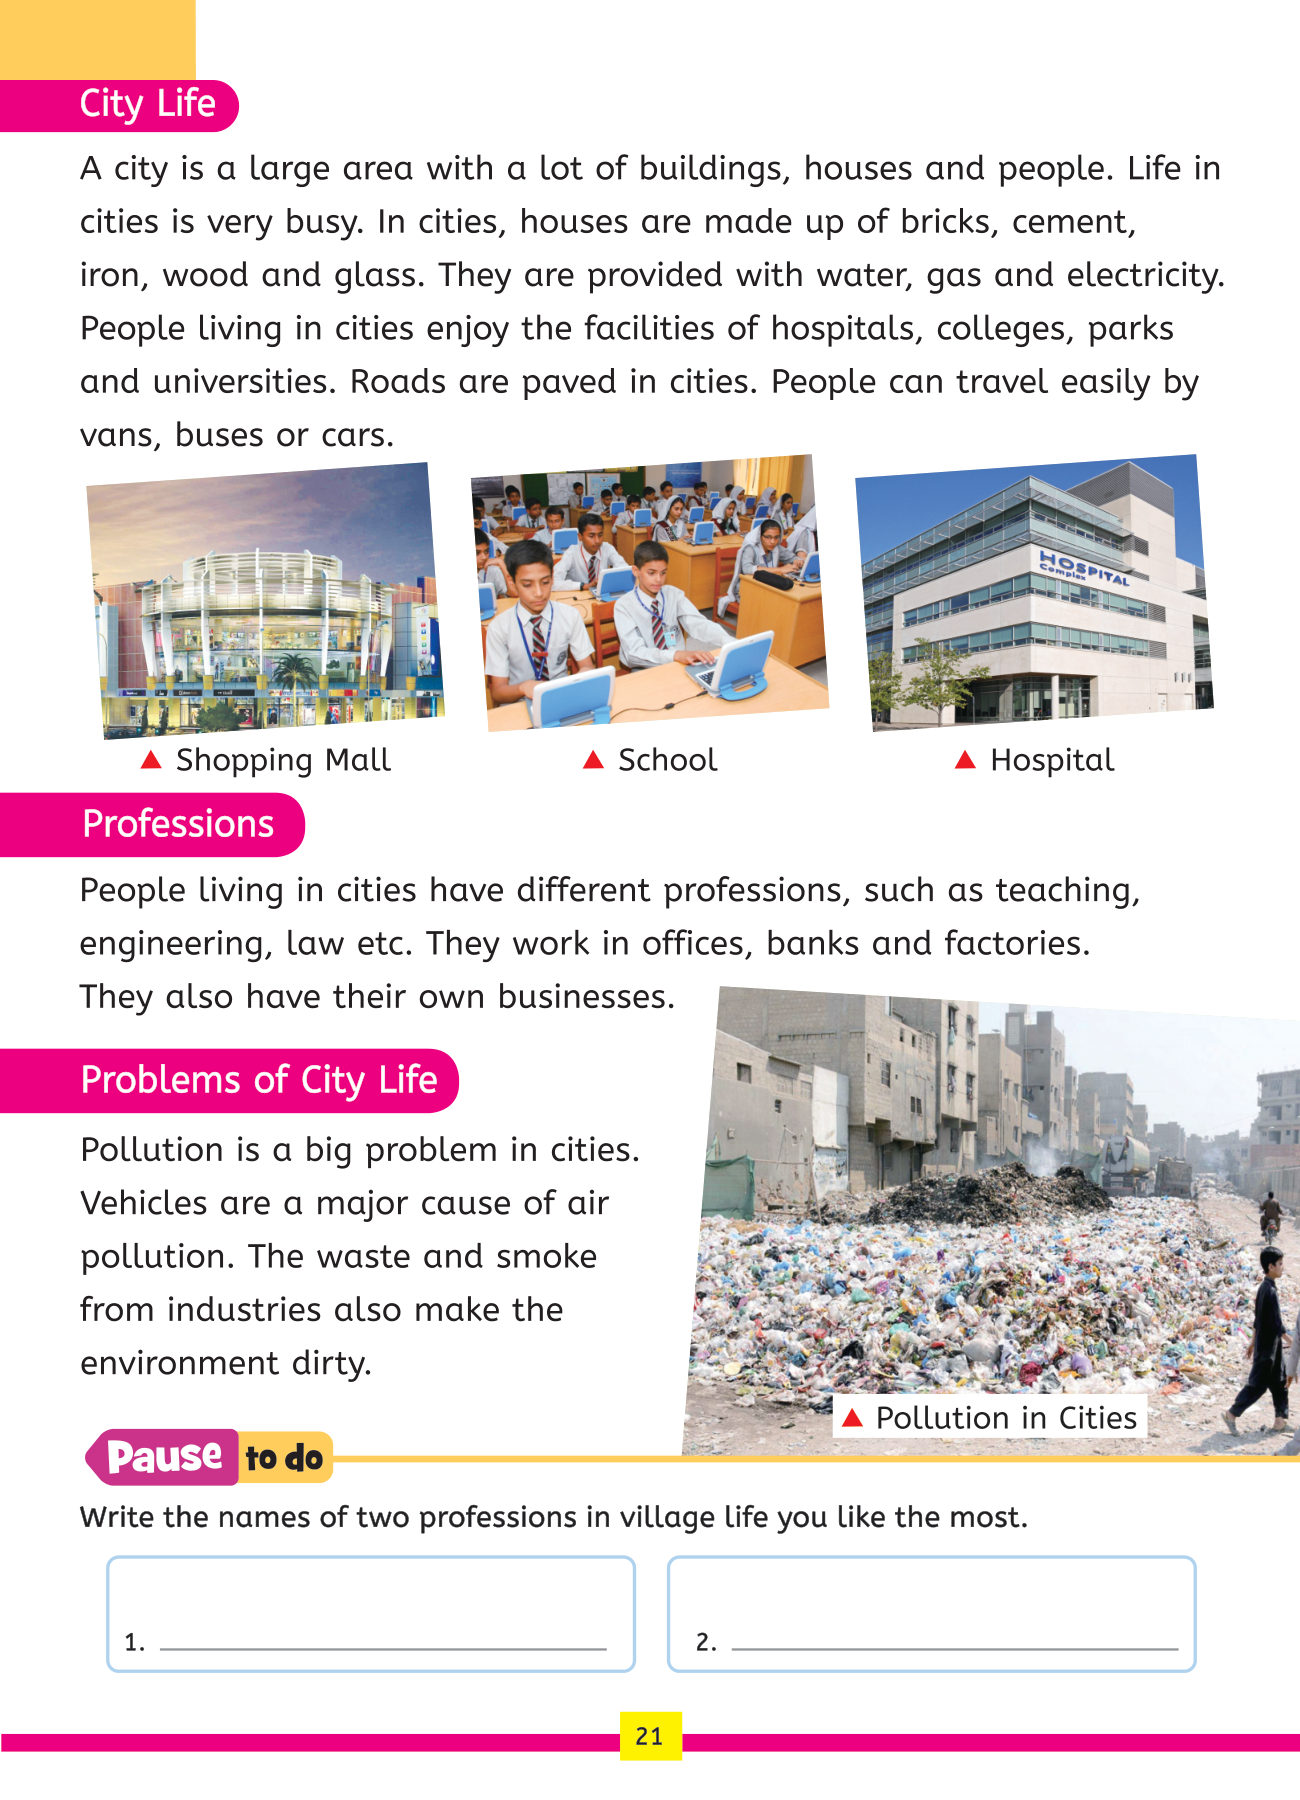 City Life
A city is a large area with a lot of buildings, houses and people. Life in
cities is very busy. In cities, houses are made up of bricks, cement,
iron, wood and glass. They are provided with water, gas and electricity.
People living in cities enjoy the facilities of hospitals, colleges, parks
and universities. Roads are paved in cities. People can travel easily by
vans, buses or cars.
HOSPITAL
Complex
▲ Shopping Mall
▲ School
▲ Hospital
Professions
People living in cities have different professions, such as teaching,
engineering, law etc. They work in offices, banks and factories.
They also have their own businesses.
Problems of City Life
Pollution is a big problem in cities.
Vehicles are a major cause of air
pollution. The waste and smoke
from industries also make the
environment dirty.
▲ Pollution in Cities
Pause to do
Write the names of two professions in village life you like the most.
1.
2.
21